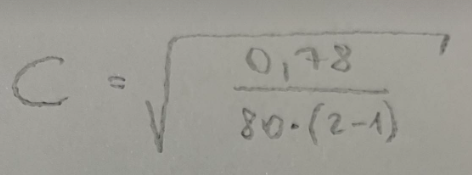 C = √(0,78 / 80·(2-1))